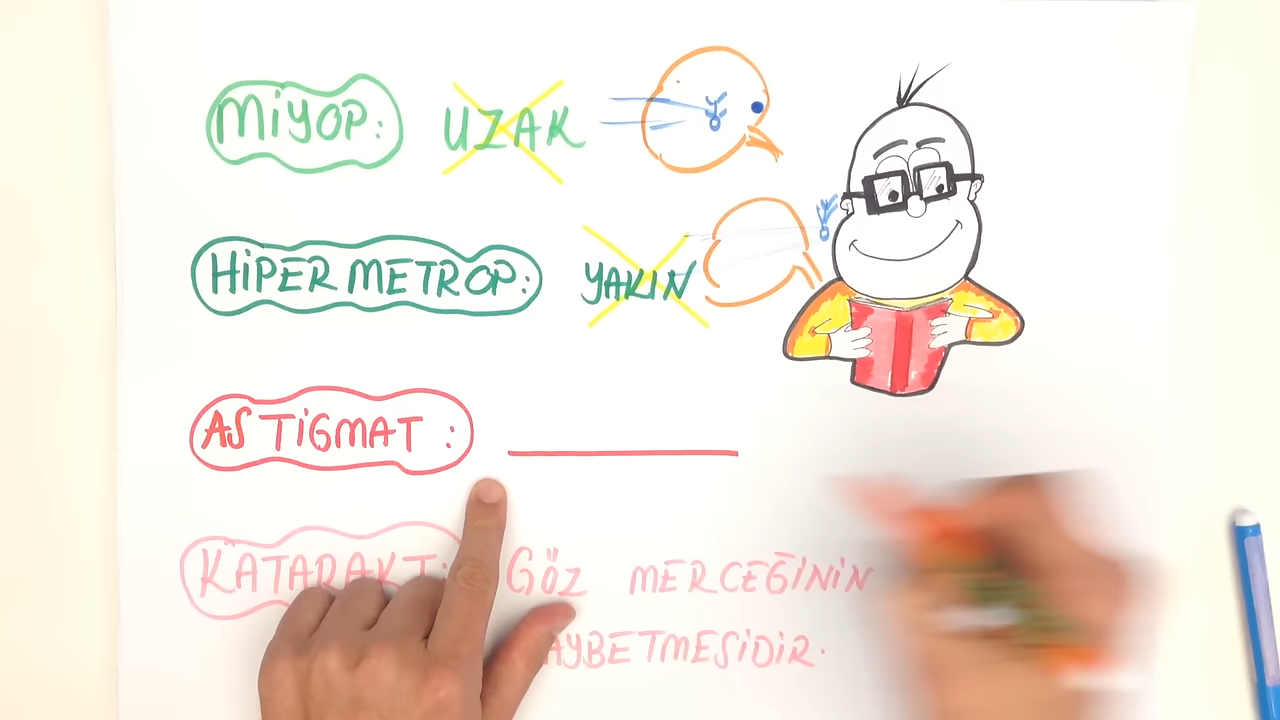 MİYOP: UZAK
HİPERMETROP: YAKIN
ASTİGMAT:
KATARAKT: GÖZ MERCEĞİNİN
AYBETMESİDİR.